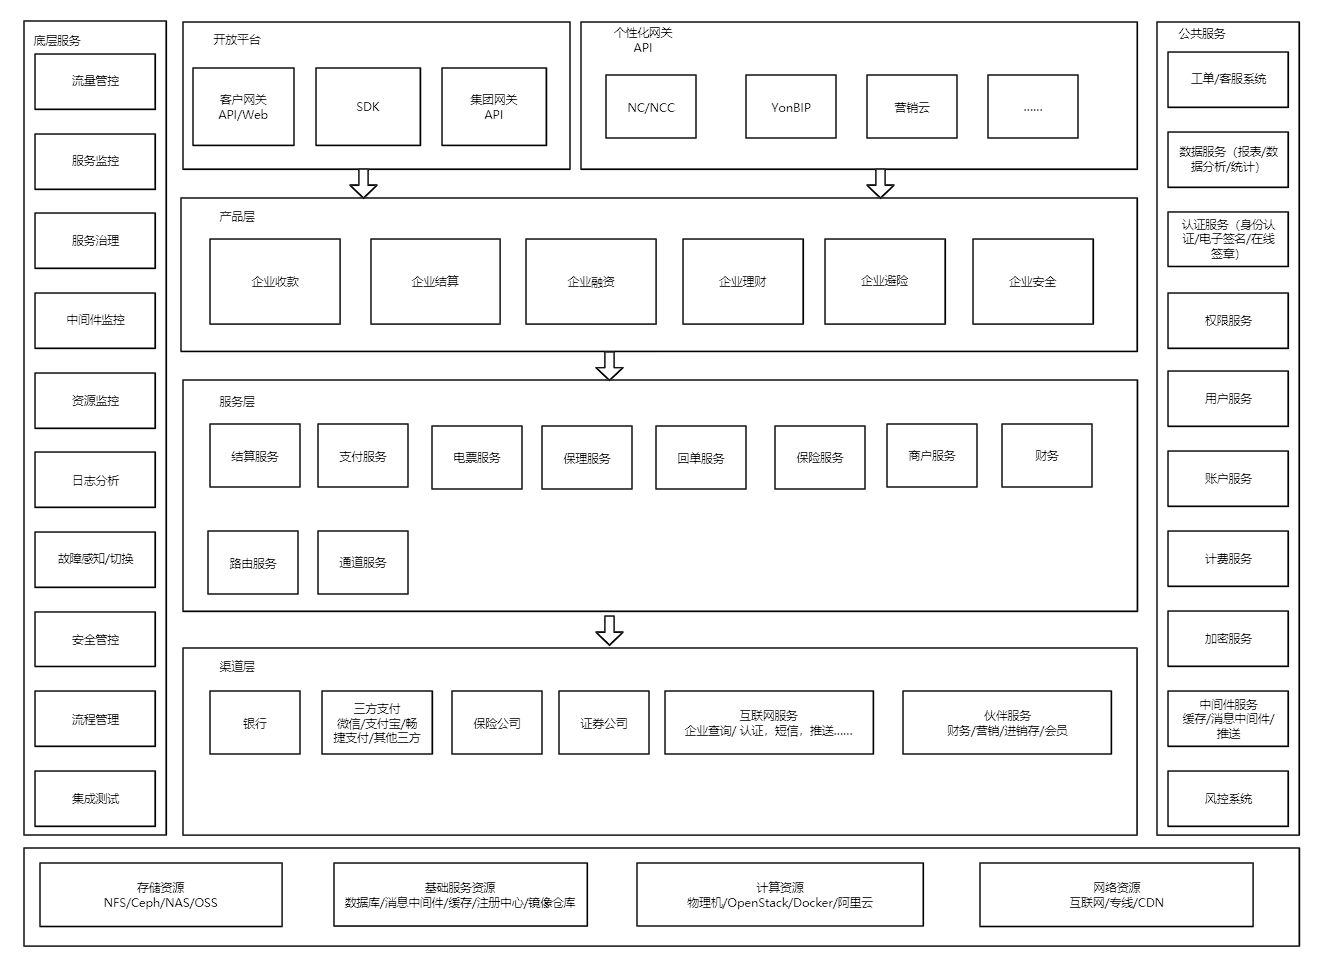 底层服务
流量管控
服务监控
服务治理
中间件监控
资源监控
日志分析
故障感知/切换
安全管控
流程管理
集成测试
开放平台
客户网关
API/Web
SDK
集团网关
API
个性化网关
API
NC/NCC
YonBIP
营销云
......
产品层
企业收款
企业结算
企业融资
企业理财
企业避险
企业安全
服务层
结算服务
支付服务
电票服务
保理服务
回单服务
保险服务
商户服务
财务
路由服务
通道服务
渠道层
银行
三方支付
微信/支付宝/畅
捷支付/其他三方
保险公司
证券公司
互联网服务
企业查询/ 认证，短信，推送......
伙伴服务
财务/营销/进销存/会员
公共服务
工单/客服系统
数据服务（报表/数
据分析/统计）
认证服务（身份认
证/电子签名/在线
签章）
权限服务
用户服务
账户服务
计费服务
加密服务
中间件服务
缓存/消息中间件/
推送
风控系统
存储资源
NFS/Ceph/NAS/OSS
基础服务资源
数据库/消息中间件/缓存/注册中心/镜像仓库
计算资源
物理机/OpenStack/Docker/阿里云
网络资源
互联网/专线/CDN